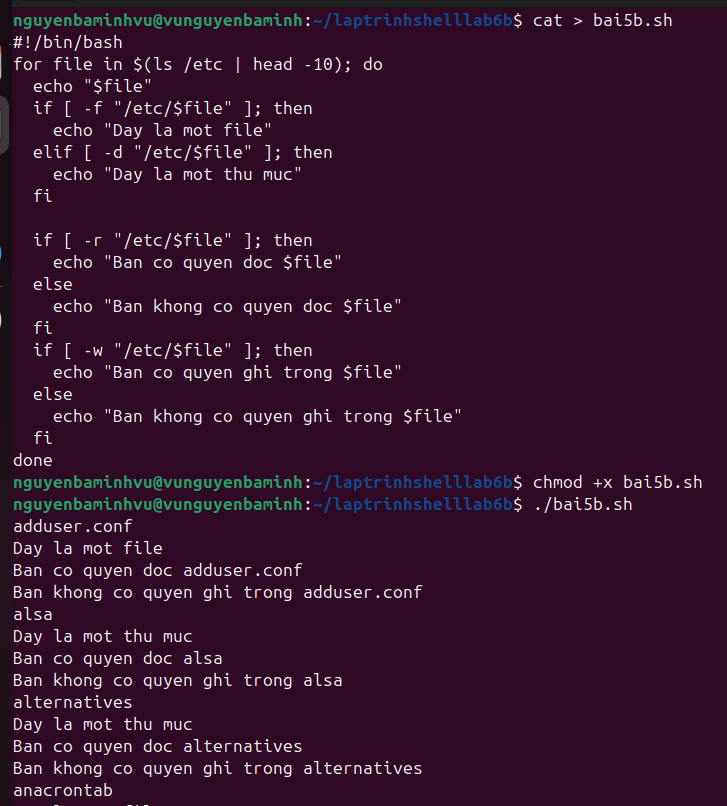 nguyenbaminhvu@vunguyenbaminh:~/laptrinhshelllab6b$ cat > bai5b.sh
#!/bin/bash
for file in $(ls /etc | head -10); do
  echo "$file"
  if [ -f "/etc/$file" ]; then
    echo "Day la mot file"
  elif [ -d "/etc/$file" ]; then
    echo "Day la mot thu muc"
  fi

  if [ -r "/etc/$file" ]; then
    echo "Ban co quyen doc $file"
  else
    echo "Ban khong co quyen doc $file"
  fi
  if [ -w "/etc/$file" ]; then
    echo "Ban co quyen ghi trong $file"
  else
    echo "Ban khong co quyen ghi trong $file"
  fi
done
nguyenbaminhvu@vunguyenbaminh:~/laptrinhshelllab6b$ chmod +x bai5b.sh
nguyenbaminhvu@vunguyenbaminh:~/laptrinhshelllab6b$ ./bai5b.sh
adduser.conf
Day la mot file
Ban co quyen doc adduser.conf
Ban khong co quyen ghi trong adduser.conf
alsa
Day la mot thu muc
Ban co quyen doc alsa
Ban khong co quyen ghi trong alsa
alternatives
Day la mot thu muc
Ban co quyen doc alternatives
Ban khong co quyen ghi trong alternatives
anacrontab